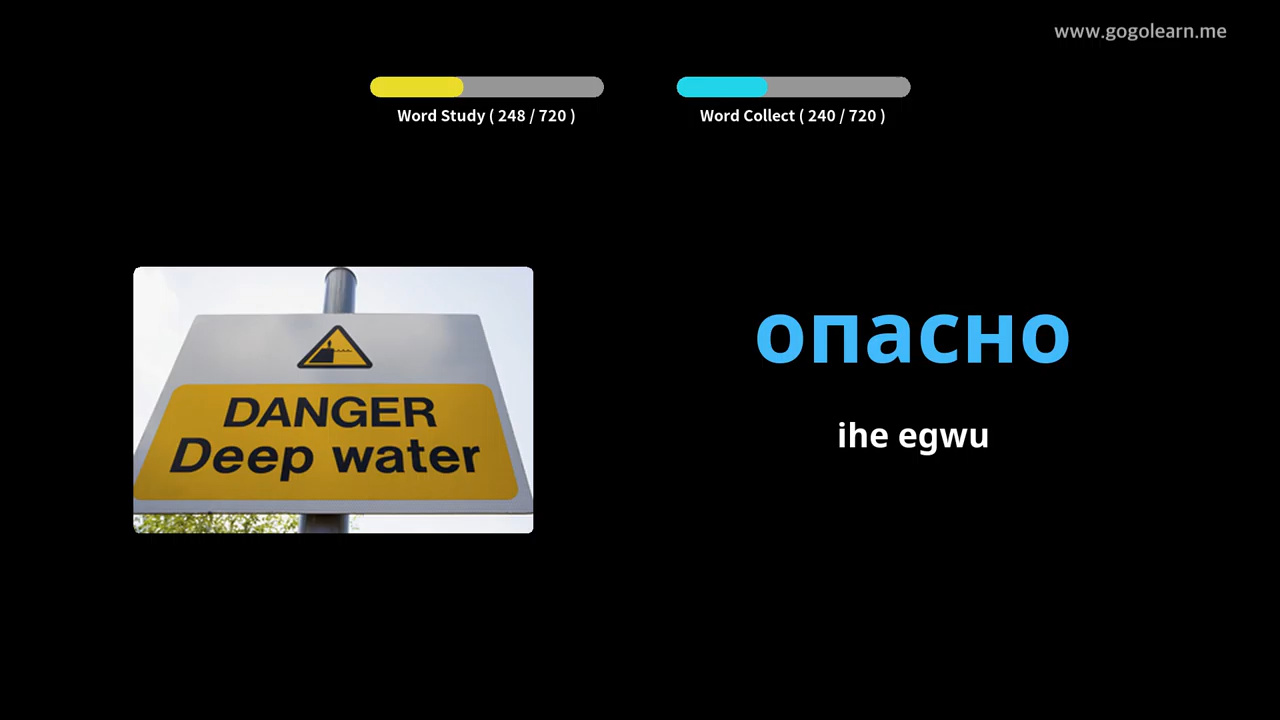 www.gogolearn.me
Word Study ( 248 / 720 )
Word Collect ( 240 / 720 )
DANGER
Deep water
опасно
ihe egwu